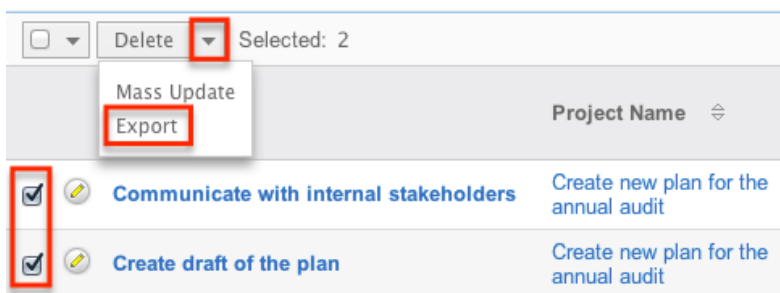 Delete Selected: 2
Mass Update
Export
Project Name
Communicate with internal stakeholders
Create new plan for the
annual audit
Create draft of the plan
Create new plan for the
annual audit